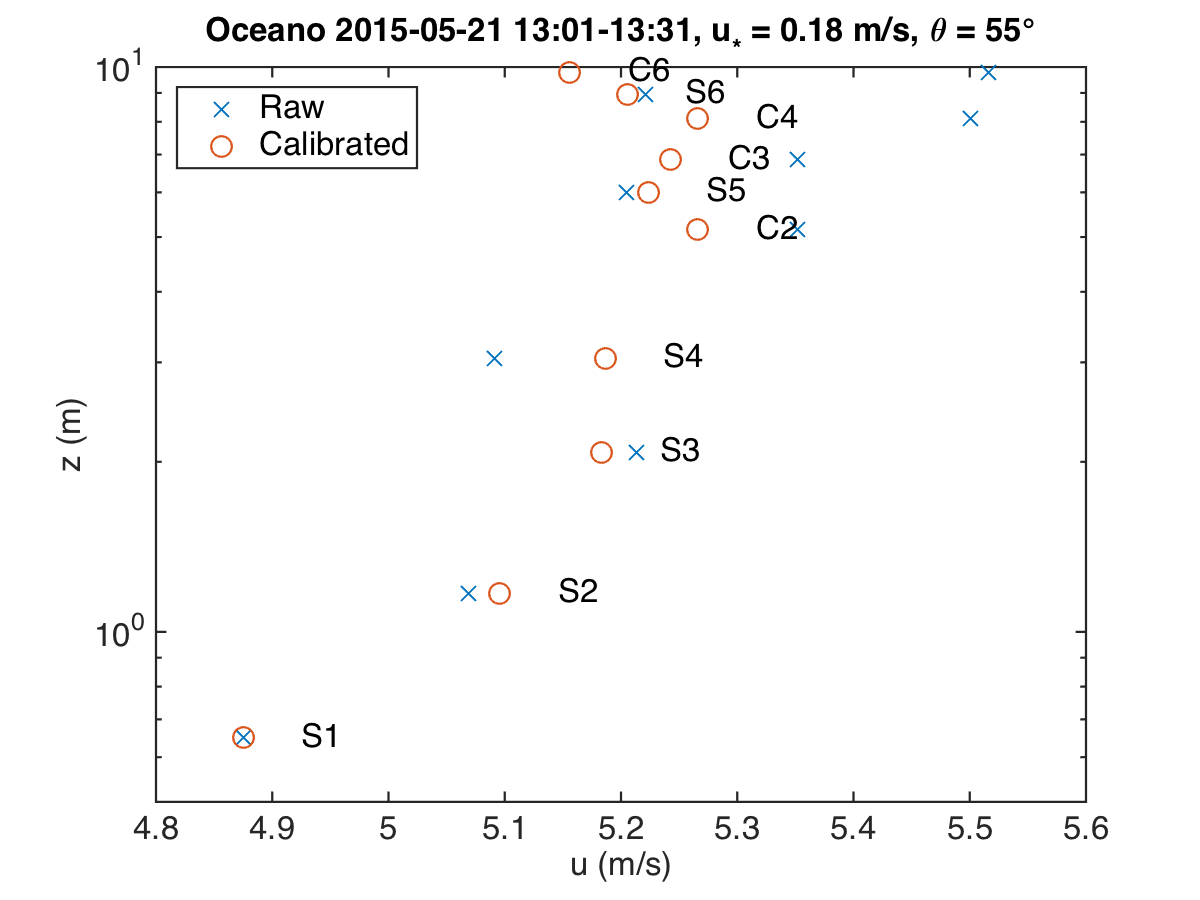 Oceano 2015-05-21 13:01-13:31, u* = 0.18 m/s, θ = 55°
10¹
C6
Raw
S6
C4
Calibrated
C3
S5
C2
S4
z (m)
S3
S2
10⁰
S1
4.8 4.9 5 5.1 5.2 5.3 5.4 5.5 5.6
u (m/s)